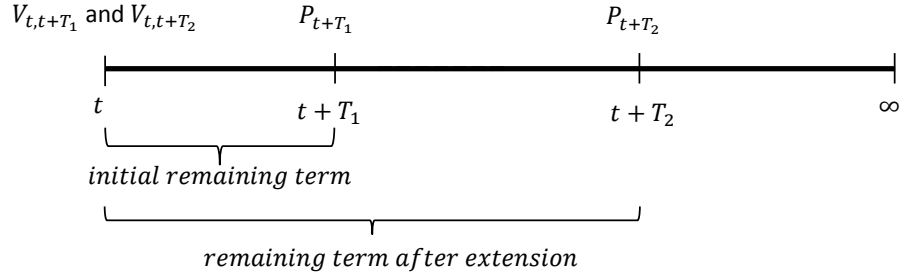 V_{t,t+T_1} and V_{t,t+T_2} P_{t+T_1} P_{t+T_2}
t t + T_1 t + T_2 ∞
initial remaining term
remaining term after extension